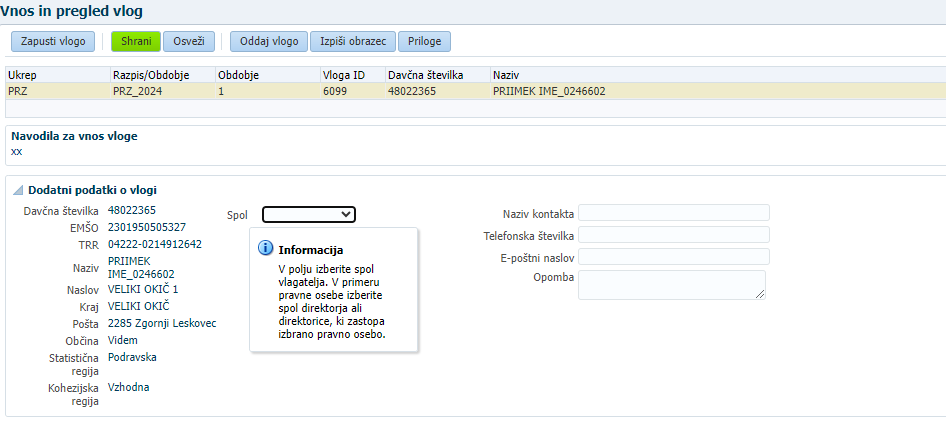 Vnos in pregled vlog
Zapusti vlogo Shrani Osveži Oddaj vlogo Izpiši obrazec Priloge
Ukrep Razpis/Obdobje Obdobje Vloga ID Davčna številka Naziv
PRZ PRZ_2024 1 6099 48022365 PRIIMEK IME_0246602
Navodila za vnos vloge
xx
Dodatni podatki o vlogi
Davčna številka 48022365
EMŠO 2301950505327
TRR 04222-0214912642
Naziv PRIIMEK
IME_0246602
Naslov VELIKI OKIČ 1
Kraj VELIKI OKIČ
Pošta 2285 Zgornji Leskovec
Občina Videm
Statistična Podravska
regija
Kohezijska Vzhodna
regija
Spol
Informacija
V polju izberite spol
vlagatelja. V primeru
pravne osebe izberite
spol direktorja ali
direktorice, ki zastopa
izbrano pravno osebo.
Naziv kontakta
Telefonska številka
E-poštni naslov
Opomba